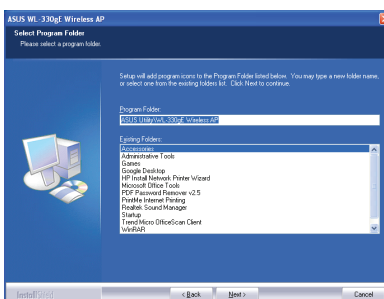 ASUS WL-330gE Wireless AP
Select Program Folder
Please select a program folder.
Setup will add program icons to the Program Folder listed below. You may type a new folder name,
or select one from the existing folders list. Click Next to continue.
Program Folder:
ASUS Utility\WL-330gE Wireless AP
Existing Folders:
Accessories
Administrative Tools
Games
Google Desktop
HP Install Network Printer Wizard
Microsoft Office Tools
PDF Password Remover v2.5
PrintMe Internet Printing
Realtek Sound Manager
Startup
Trend Micro OfficeScan Client
WinRAR
InstallShield
< Back
Next >
Cancel